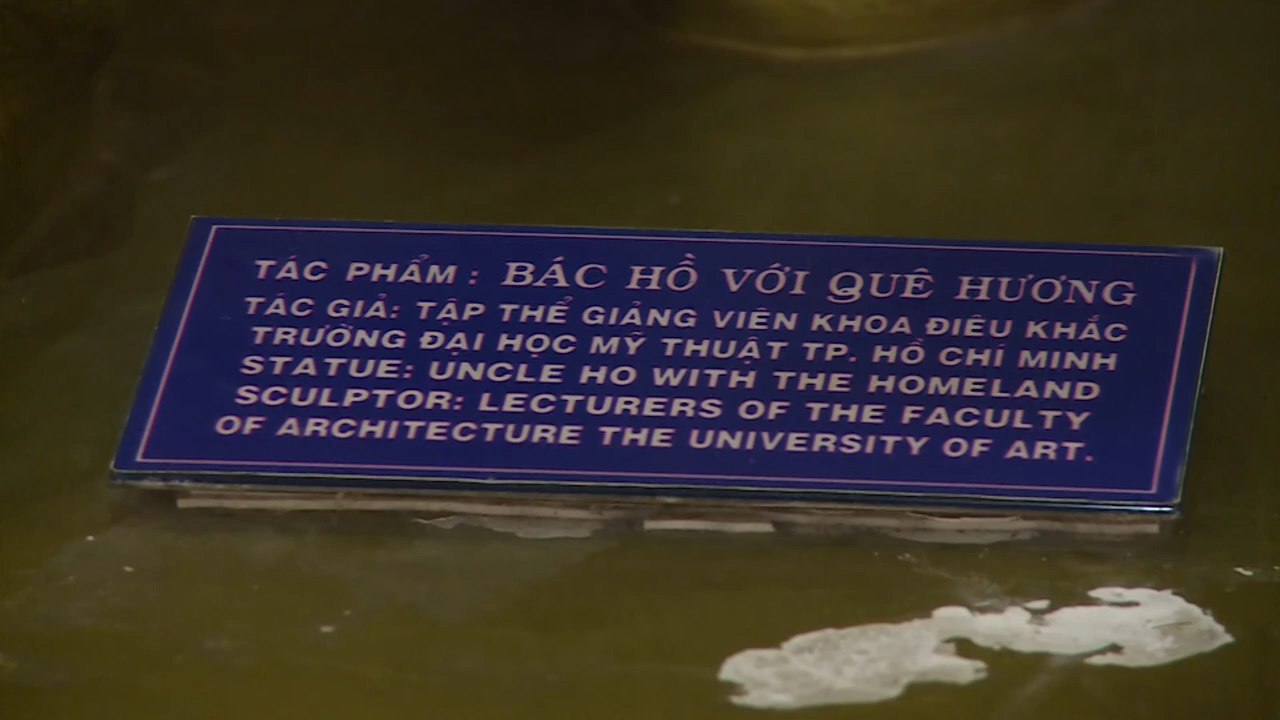 TÁC PHẨM : BÁC HỒ VỚI QUÊ HƯƠNG
TÁC GIẢ: TẬP THỂ GIẢNG VIÊN KHOA ĐIÊU KHẮC
TRƯỜNG ĐẠI HỌC MỸ THUẬT TP. HỒ CHÍ MINH
STATUE: UNCLE HO WITH THE HOMELAND
SCULPTOR: LECTURERS OF THE FACULTY
OF ARCHITECTURE THE UNIVERSITY OF ART.